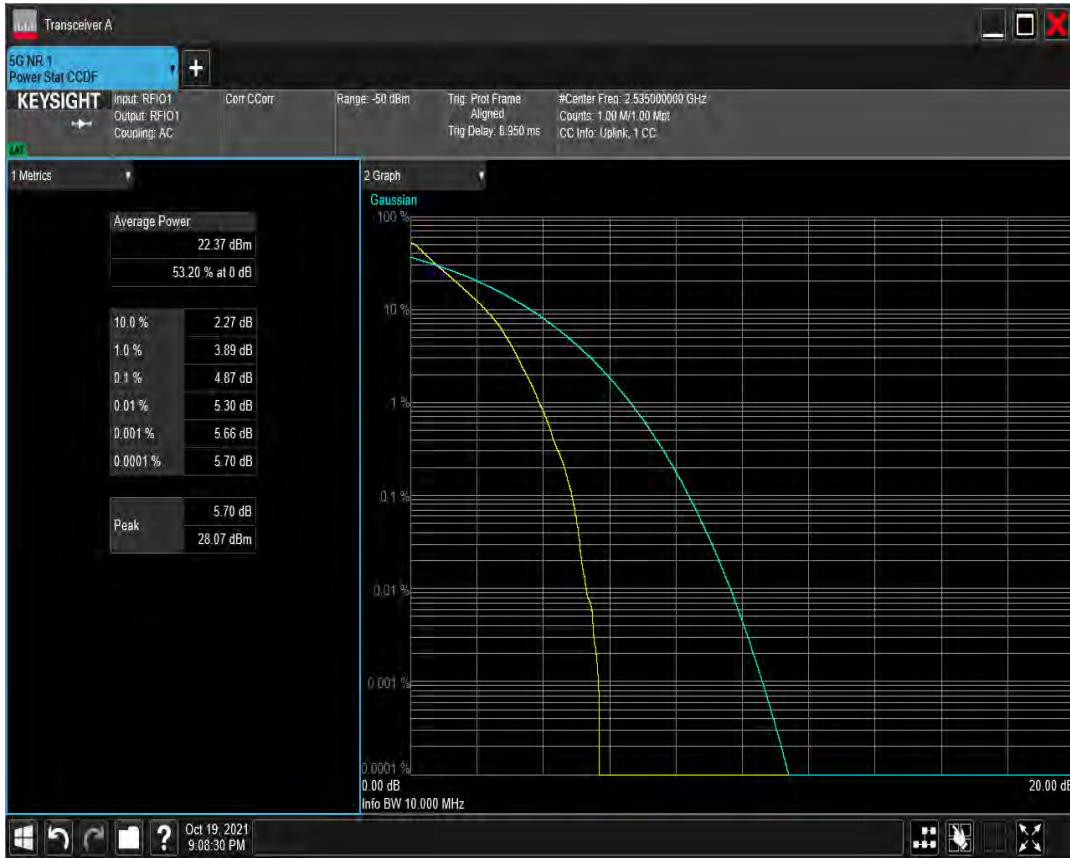 Transceiver A
5G NR 1
Power Stat CCDF
+
KEYSIGHT
Input: RFIO1
Output: RFIO1
Coupling: AC
Corr CCorr
Range: -50 dBm
Trig: Prot Frame
Aligned
Trig Delay: 8.950 ms
#Center Freq: 2.535000000 GHz
Counts: 1.00 M/1.00 Mpt
CC Info: Uplink, 1 CC
1 Metrics
Average Power
22.37 dBm
53.20 % at 0 dB
10.0 % 2.27 dB
1.0 % 3.89 dB
0.1 % 4.87 dB
0.01 % 5.30 dB
0.001 % 5.66 dB
0.0001 % 5.70 dB
Peak
5.70 dB
28.07 dBm
2 Graph
Gaussian
100 %
10 %
1 %
0.1 %
0.01 %
0.001 %
0.0001 %
0.00 dB
20.00 dB
Info BW 10.000 MHz
?
Oct 19, 2021
9:08:30 PM